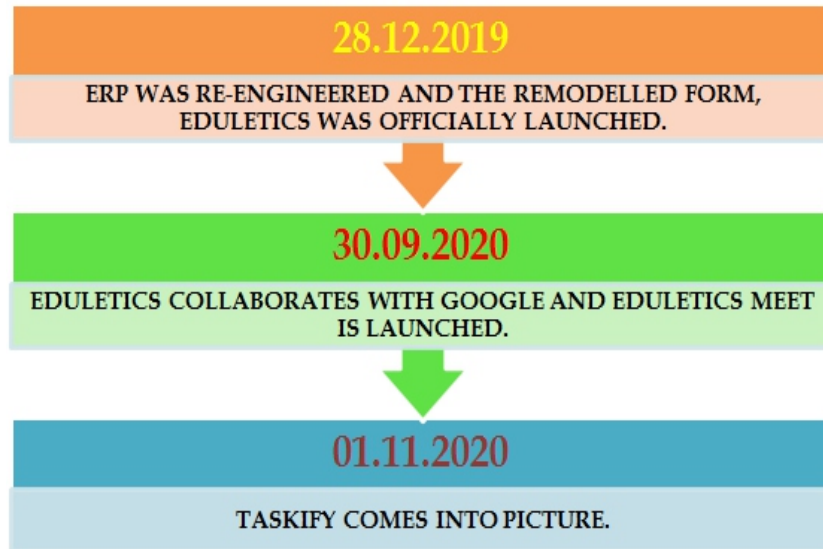 28.12.2019
ERP WAS RE-ENGINEERED AND THE REMODELLED FORM,
EDULETICS WAS OFFICIALLY LAUNCHED.
30.09.2020
EDULETICS COLLABORATES WITH GOOGLE AND EDULETICS MEET
IS LAUNCHED.
01.11.2020
TASKIFY COMES INTO PICTURE.